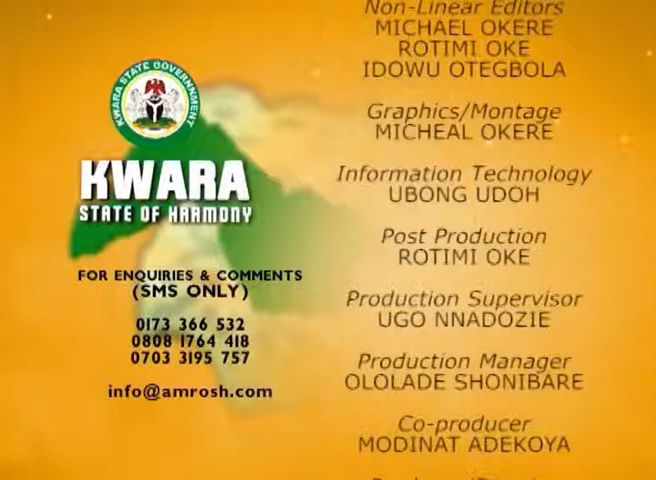 KWARA STATE GOVERNMENT
KWARA
STATE OF HARMONY
FOR ENQUIRIES & COMMENTS
(SMS ONLY)
0173 366 532
0808 1764 418
0703 3195 757
info@amrosh.com
Non-Linear Editors
MICHAEL OKERE
ROTIMI OKE
IDOWU OTEGBOLA
Graphics/Montage
MICHEAL OKERE
Information Technology
UBONG UDOH
Post Production
ROTIMI OKE
Production Supervisor
UGO NNADOZIE
Production Manager
OLOLADE SHONIBARE
Co-producer
MODINAT ADEKOYA